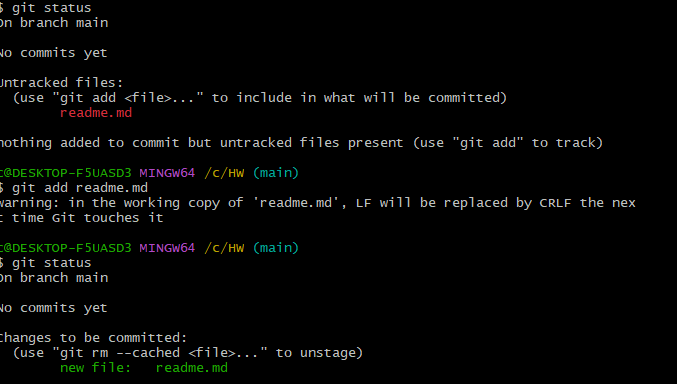 $ git status
On branch main
No commits yet
Untracked files:
(use "git add <file>..." to include in what will be committed)
readme.md
nothing added to commit but untracked files present (use "git add" to track)
c@DESKTOP-F5UASD3 MINGW64 /c/HW (main)
$ git add readme.md
warning: in the working copy of 'readme.md', LF will be replaced by CRLF the nex
t time Git touches it
c@DESKTOP-F5UASD3 MINGW64 /c/HW (main)
$ git status
On branch main
No commits yet
Changes to be committed:
(use "git rm --cached <file>..." to unstage)
new file:   readme.md